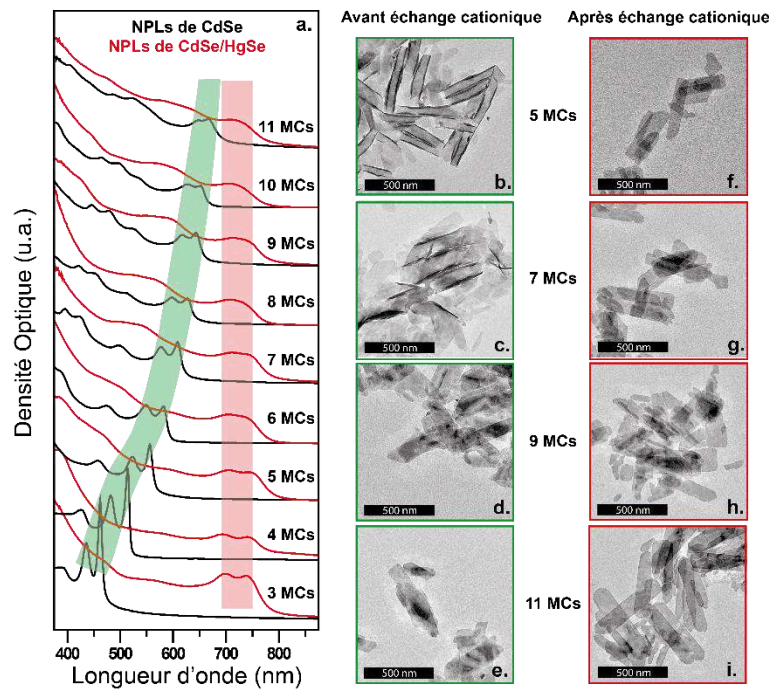 Avant échange cationique
Après échange cationique
NPLs de CdSe
a.
NPLs de CdSe/HgSe
11 MCs
10 MCs
9 MCs
8 MCs
7 MCs
6 MCs
5 MCs
4 MCs
3 MCs
Densité Optique (u.a.)
400 500 600 700 800
Longueur d'onde (nm)
500 nm
b.
5 MCs
500 nm
f.
500 nm
c.
7 MCs
500 nm
g.
500 nm
d.
9 MCs
500 nm
h.
500 nm
e.
11 MCs
500 nm
i.